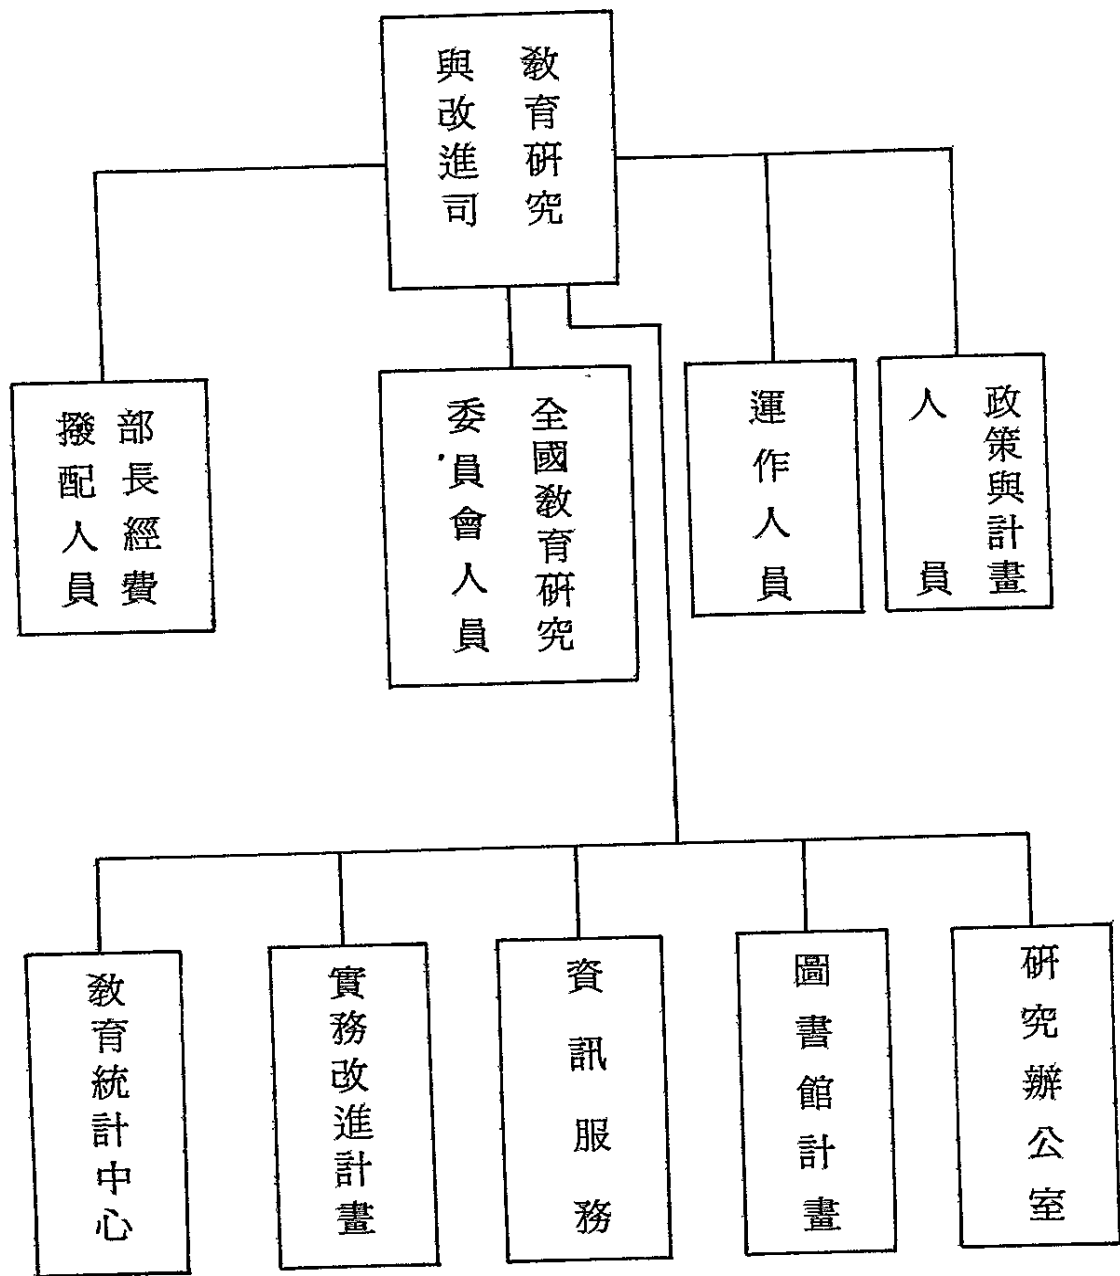 教育研究
與改進司
政策與計畫
人員
運作人員
全國教育研究
委員會人員
部長經費
撥配人員
研究辦公室
圖書館計畫
資訊服務
實務改進計畫
教育統計中心